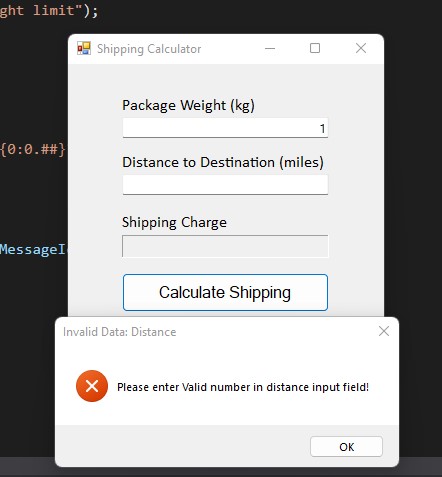 ght limit");
Shipping Calculator
Package Weight (kg)
1
{0:0.##}
Distance to Destination (miles)
Shipping Charge
MessageI
Calculate Shipping
Invalid Data: Distance
Please enter Valid number in distance input field!
OK